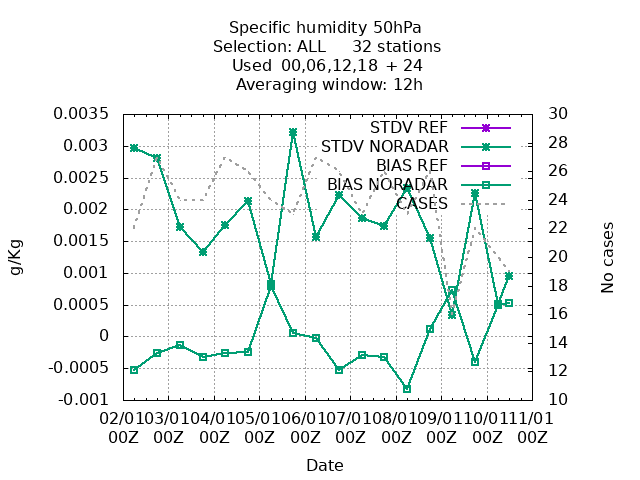 Specific humidity 50hPa
Selection: ALL 32 stations
Used 00,06,12,18 + 24
Averaging window: 12h
0.0035
0.003
0.0025
0.002
0.0015
0.001
0.0005
0
-0.0005
-0.001
g/Kg
STDV REF
STDV NORADAR
BIAS REF
BIAS NORADAR
CASES
30
28
26
24
22
20
18
16
14
12
10
No cases
02/01 03/01 04/01 05/01 06/01 07/01 08/01 09/01 10/01 11/01
00Z 00Z 00Z 00Z 00Z 00Z 00Z 00Z 00Z 00Z
Date